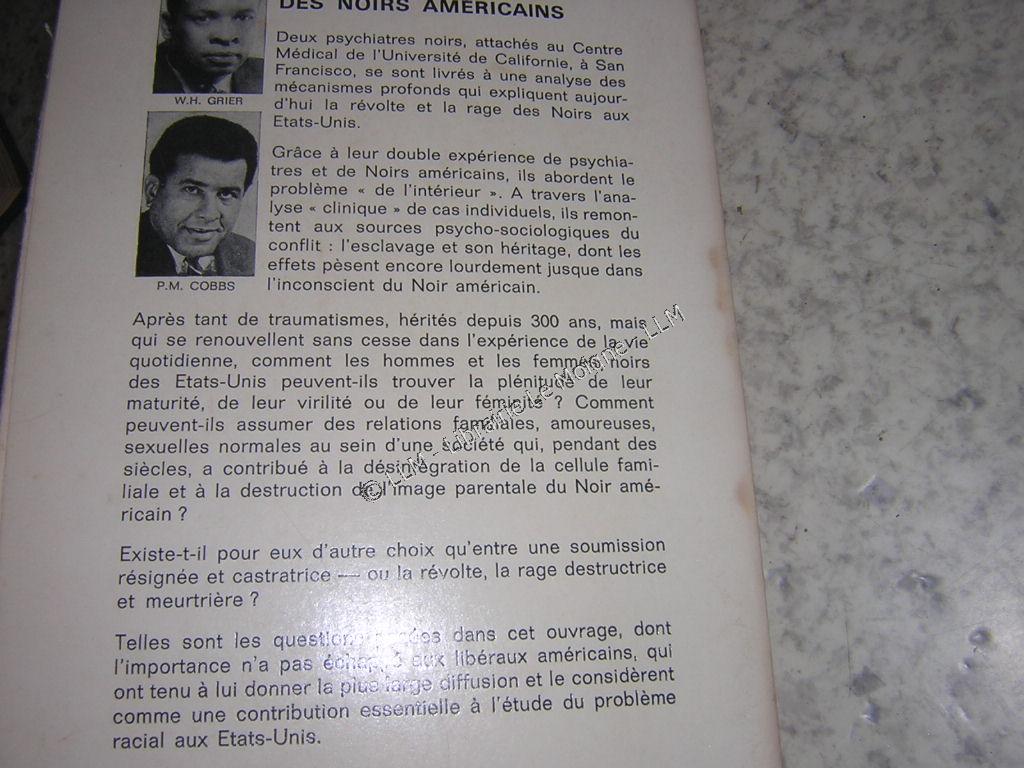 DES NOIRS AMÉRICAINS
Deux psychiatres noirs, attachés au Centre
Médical de l'Université de Californie, à San
Francisco, se sont livrés à une analyse des
mécanismes profonds qui expliquent aujour-
d'hui la révolte et la rage des Noirs aux
Etats-Unis.
W.H. GRIER
Grâce à leur double expérience de psychia-
tres et de Noirs américains, ils abordent le
problème « de l'intérieur ». A travers l'ana-
lyse « clinique » de cas individuels, ils remon-
tent aux sources psycho-sociologiques du
conflit : l'esclavage et son héritage, dont les
effets pèsent encore lourdement jusque dans
l'inconscient du Noir américain.
P.M. COBBS
Après tant de traumatismes, hérités depuis 300 ans, mais
qui se renouvellent sans cesse dans l'expérience de la vie
quotidienne, comment les hommes et les femmes noirs
des Etats-Unis peuvent-ils trouver la plénitude de leur
maturité, de leur virilité ou de leur féminité ? Comment
peuvent-ils assumer des relations familiales, amoureuses,
sexuelles normales au sein d'une société qui, pendant des
siècles, a contribué à la désintégration de la cellule fami-
liale et à la destruction de l'image parentale du Noir amé-
ricain ?
Existe-t-il pour eux d'autre choix qu'entre une soumission
résignée et castratrice — ou la révolte, la rage destructrice
et meurtrière ?
Telles sont les questions posées dans cet ouvrage, dont
l'importance n'a pas échappé aux libéraux américains, qui
ont tenu à lui donner la plus large diffusion et le considèrent
comme une contribution essentielle à l'étude du problème
racial aux Etats-Unis.
© LLM - Librairie Le Moine - LLM